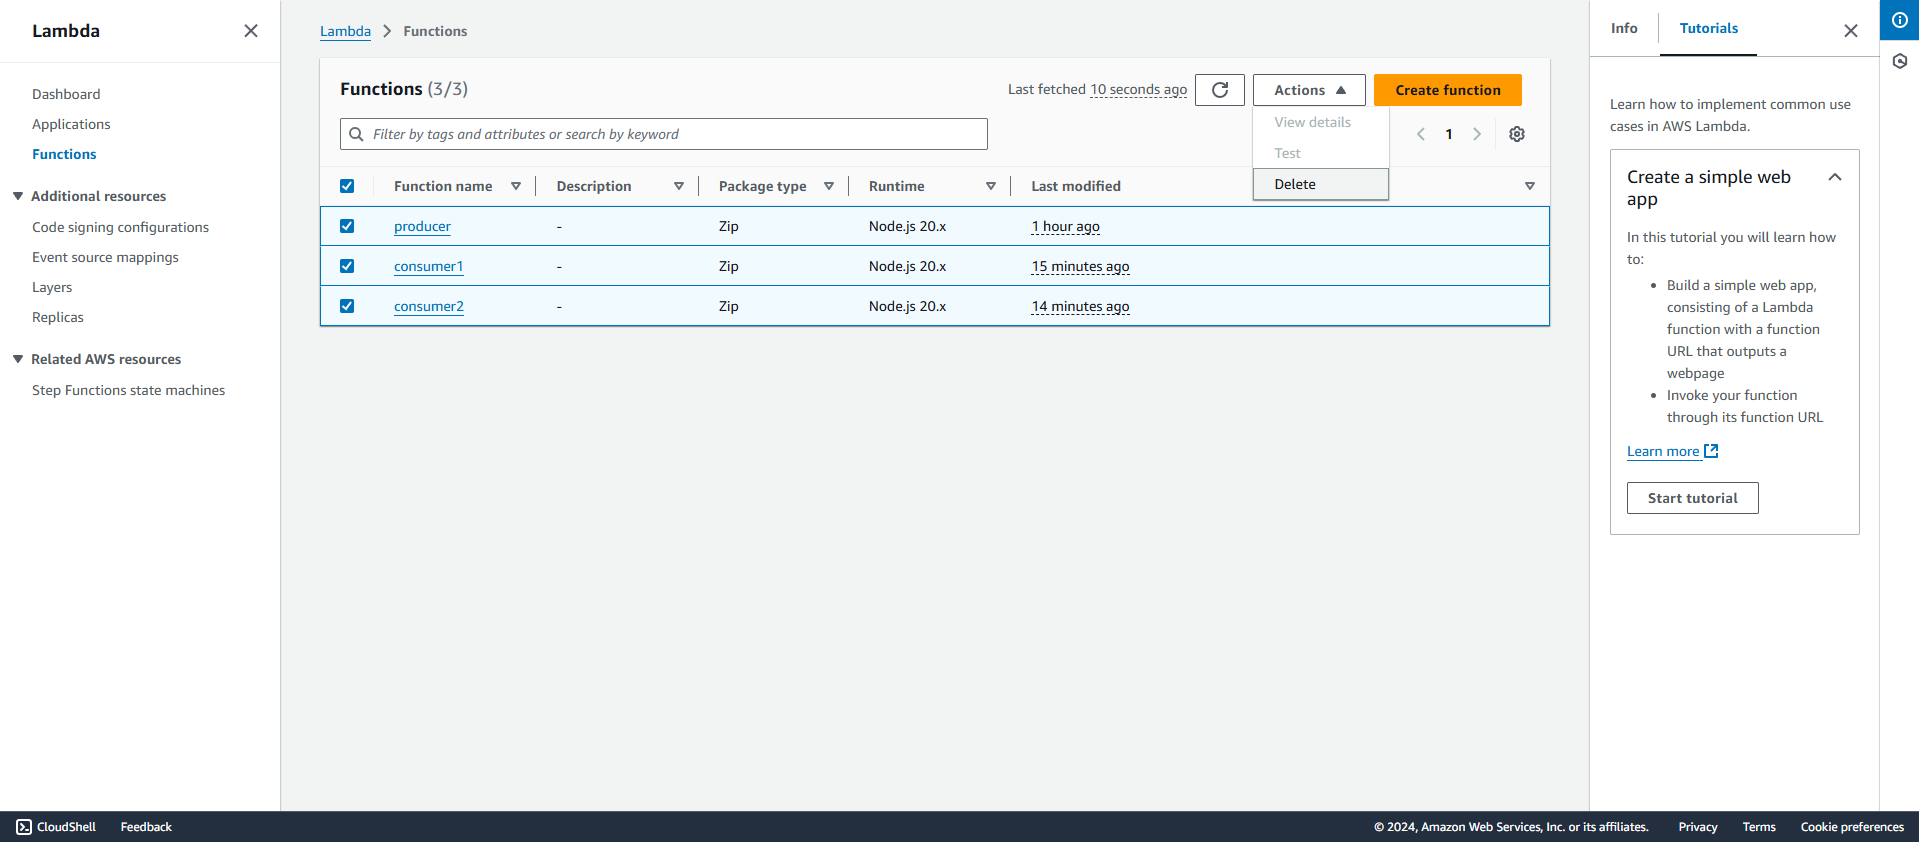 Lambda
Dashboard
Applications
Functions
Additional resources
Code signing configurations
Event source mappings
Layers
Replicas
Related AWS resources
Step Functions state machines
Lambda > Functions
Functions (3/3)
Last fetched 10 seconds ago
Actions
Create function
View details
Test
Delete
Filter by tags and attributes or search by keyword
1
Function name Description Package type Runtime Last modified
producer - Zip Node.js 20.x 1 hour ago
consumer1 - Zip Node.js 20.x 15 minutes ago
consumer2 - Zip Node.js 20.x 14 minutes ago
Info Tutorials
Learn how to implement common use
cases in AWS Lambda.
Create a simple web
app
In this tutorial you will learn how
to:
• Build a simple web app,
consisting of a Lambda
function with a function
URL that outputs a
webpage
• Invoke your function
through its function URL
Learn more
Start tutorial
CloudShell Feedback © 2024, Amazon Web Services, Inc. or its affiliates. Privacy Terms Cookie preferences